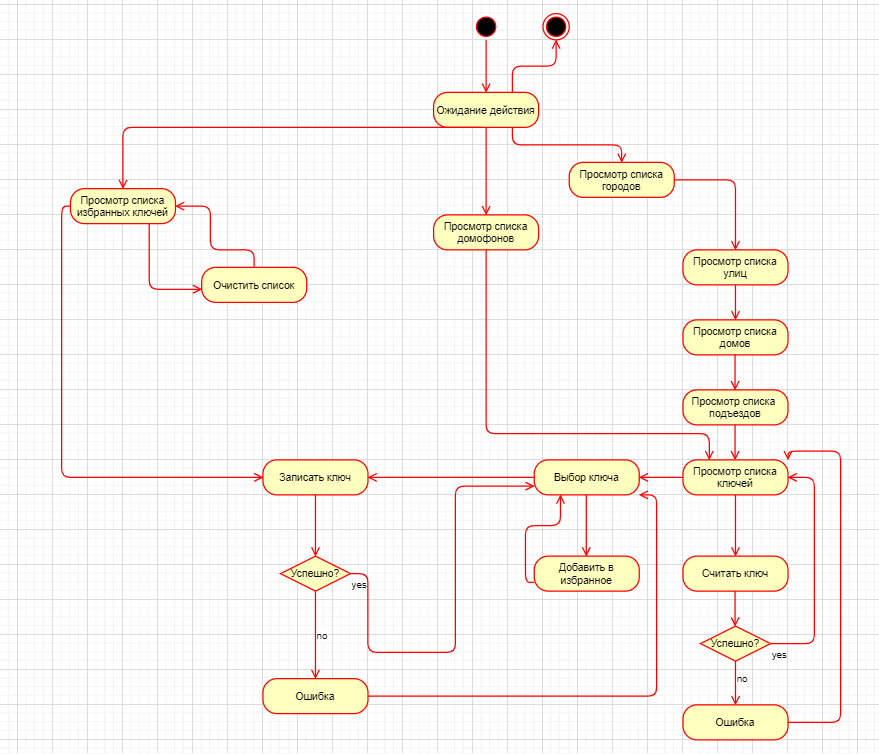 Ожидание действия
Просмотр списка
городов
Просмотр списка
избранных ключей
Просмотр списка
домофонов
Просмотр списка
улиц
Очистить список
Просмотр списка
домов
Просмотр списка
подъездов
Записать ключ
Выбор ключа
Просмотр списка
ключей
Успешно?
yes
no
Добавить в
избранное
Считать ключ
Успешно?
yes
no
Ошибка
Ошибка